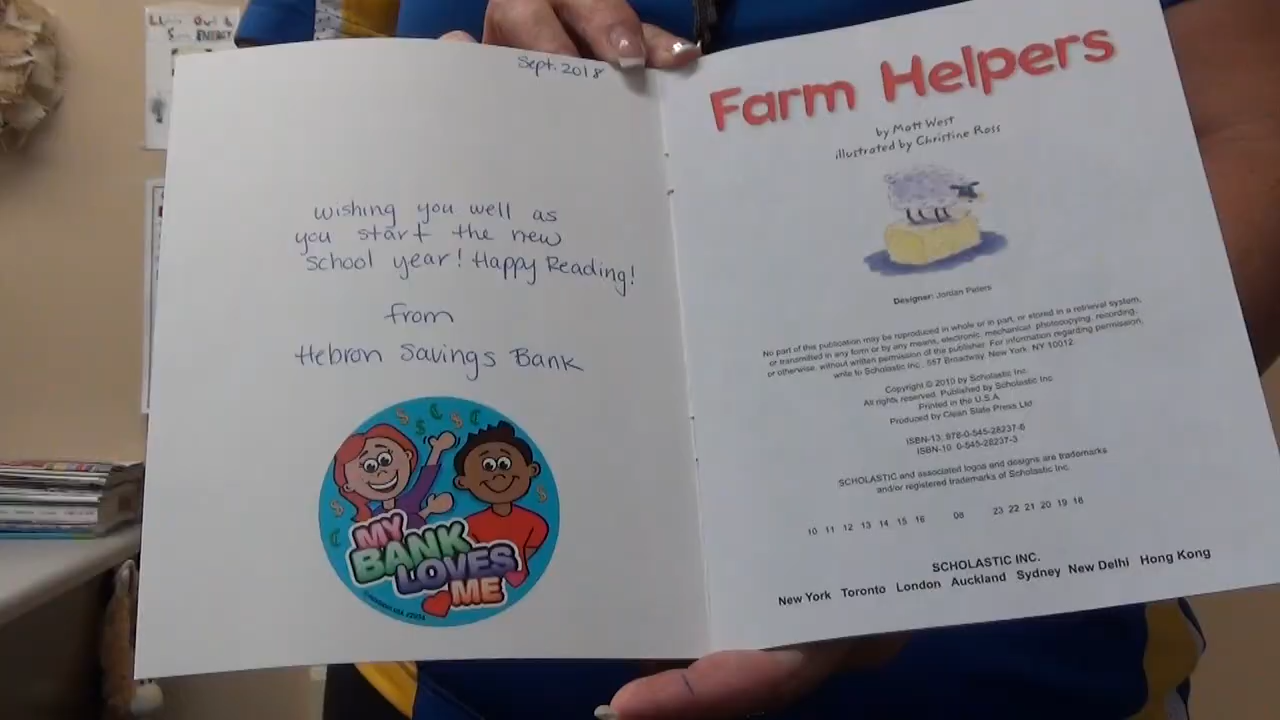 Sept. 2018
wishing you well as
you start the new
school year! Happy Reading!
from
Hebron Savings Bank
MY
BANK
LOVES
ME
Farm Helpers
by Matt West
illustrated by Christine Ross
Designer: Jordan Peters
No part of this publication may be reproduced in whole or in part, or stored in a retrieval system,
or transmitted in any form or by any means, electronic, mechanical, photocopying, recording,
or otherwise, without written permission of the publisher. For information regarding permission,
write to Scholastic Inc., 557 Broadway, New York, NY 10012.
Copyright © 2010 by Scholastic Inc.
All rights reserved. Published by Scholastic Inc.
Printed in the U.S.A.
Produced by Clean Slate Press Ltd
ISBN-13: 978-0-545-28237-6
ISBN-10: 0-545-28237-3
SCHOLASTIC and associated logos and designs are trademarks
and/or registered trademarks of Scholastic Inc.
10 11 12 13 14 15 16 08 23 22 21 20 19 18
SCHOLASTIC INC.
New York Toronto London Auckland Sydney New Delhi Hong Kong
ENERGY